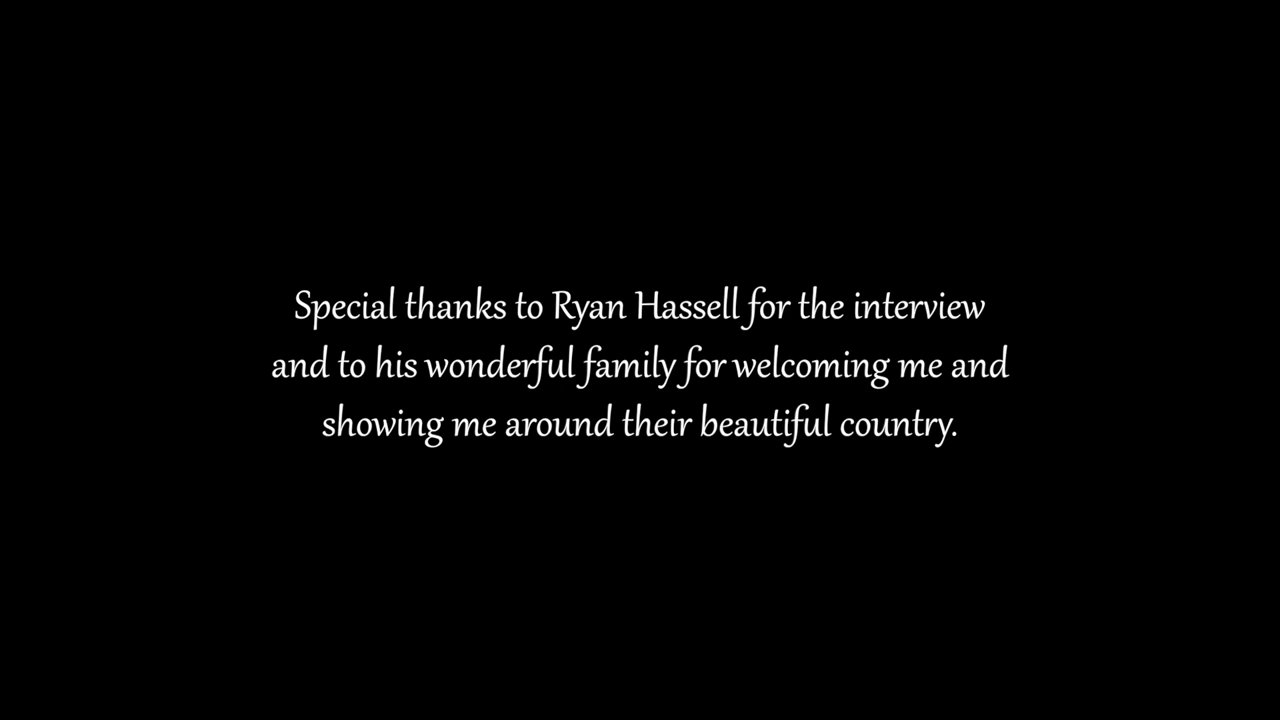 Special thanks to Ryan Hassell for the interview
and to his wonderful family for welcoming me and
showing me around their beautiful country.